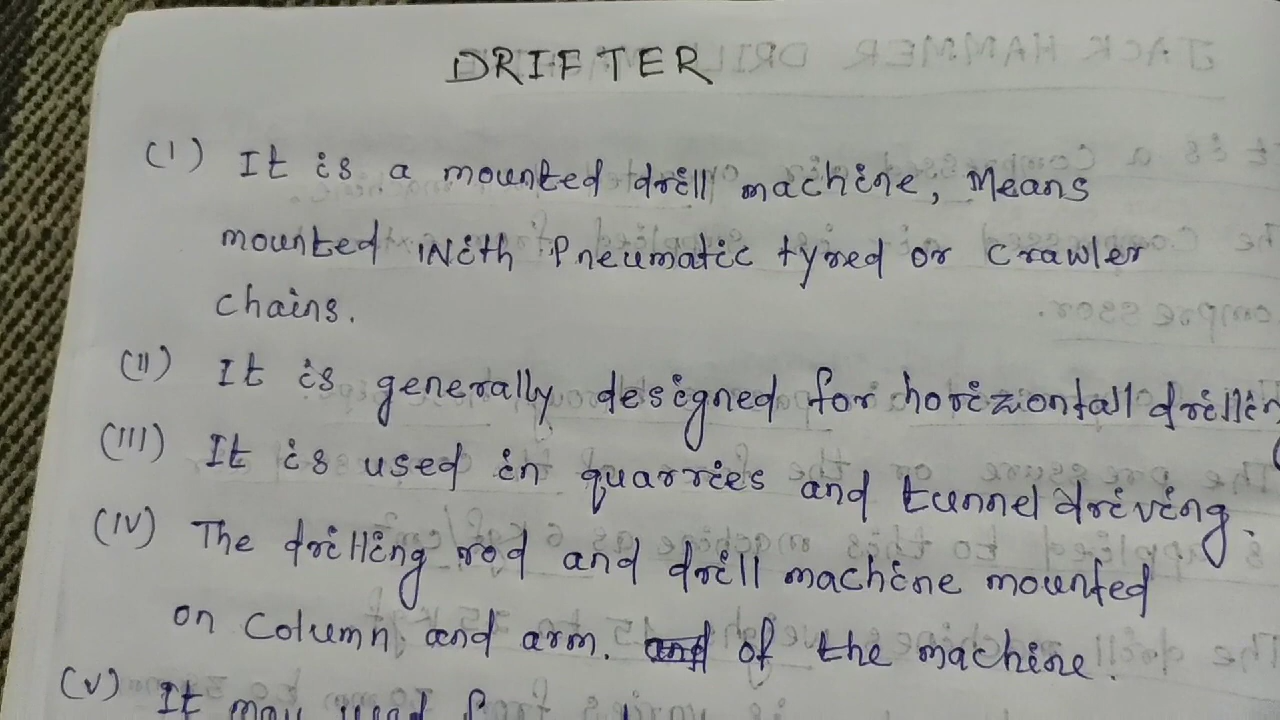 DRIFTER
(I) It is a mounted drill machine, Means
mounted With Pneumatic tyred or Crawler
chains.
(II) It is generally designed for horizontall drillin
(III) It is used in quarries and tunnel driving.
(IV) The drilling rod and drill machine mounted
on Column and arm. of the machine.
(V) It may used